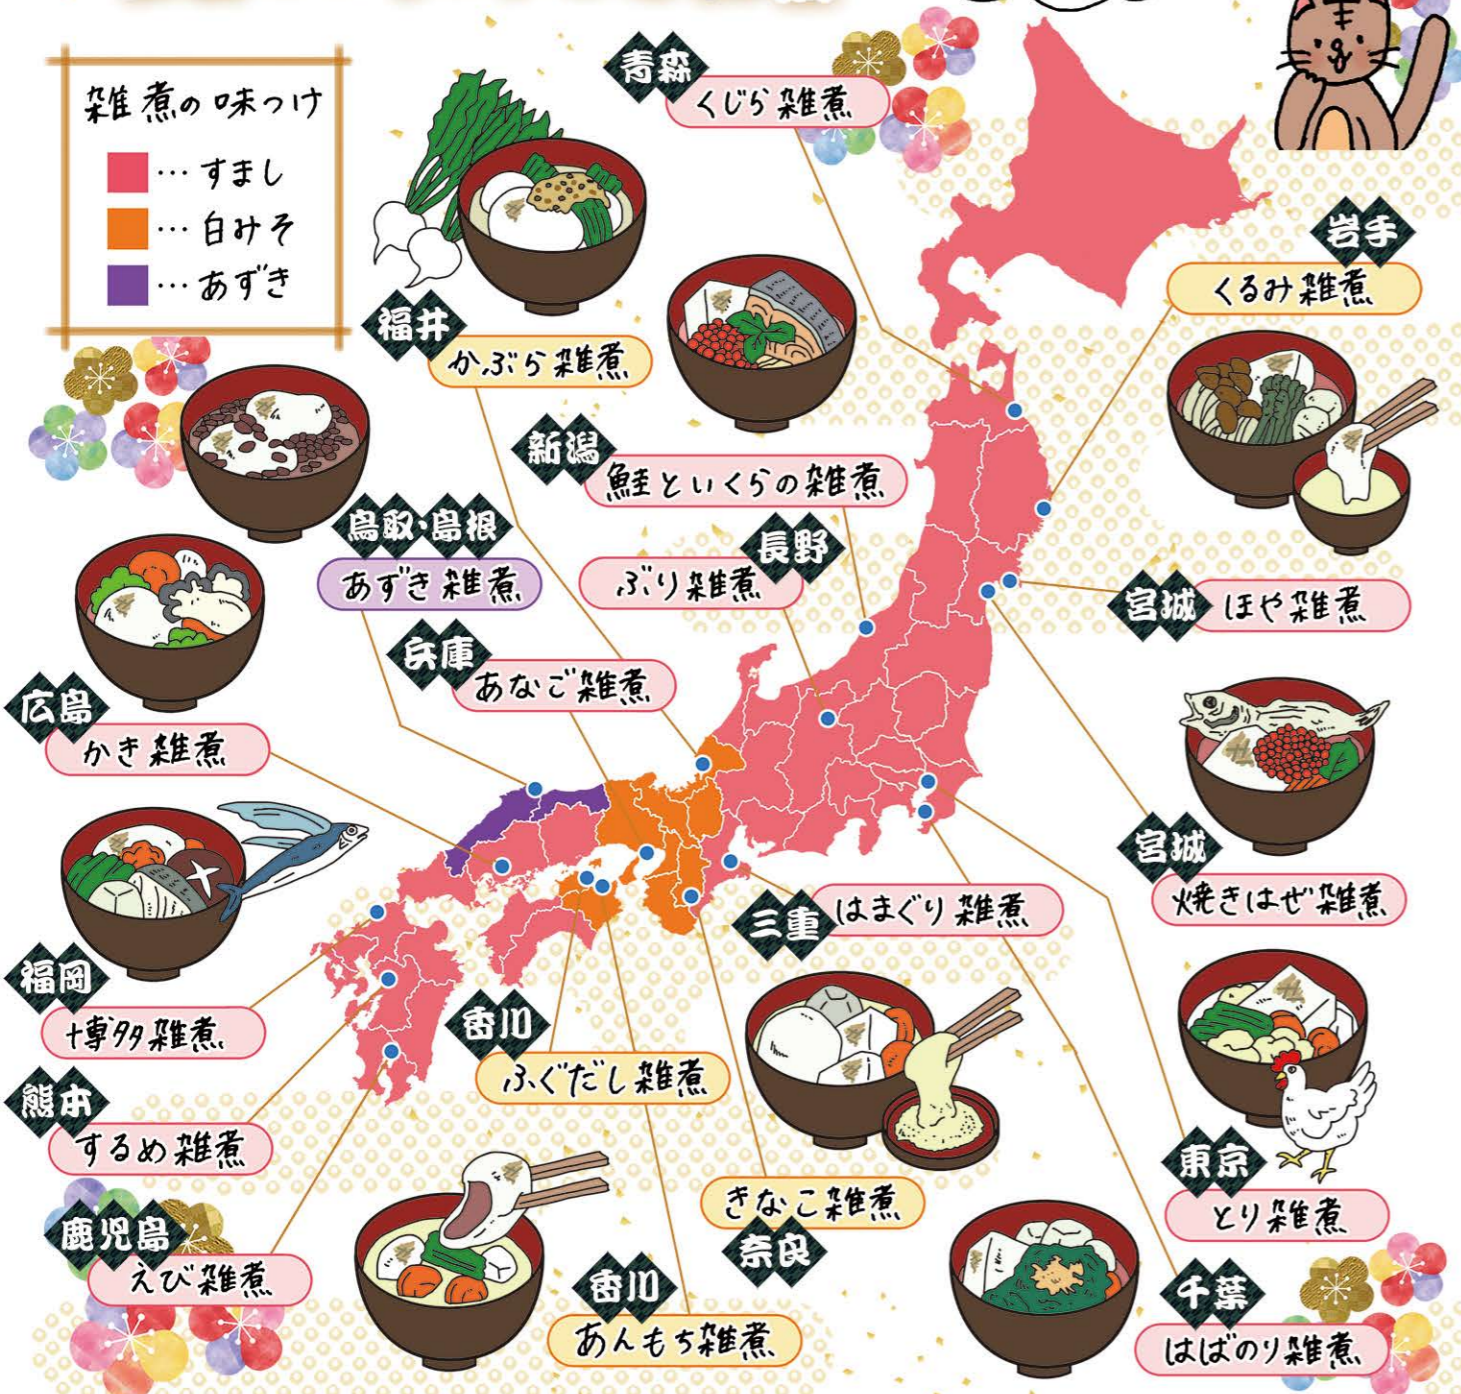 雑煮の味つけ
…すまし
…白みそ
…あずき
青森
くじら雑煮
岩手
くるみ雑煮
福井
かぶら雑煮
新潟
鮭といくらの雑煮
鳥取・島根
あずき雑煮
長野
ぶり雑煮
宮城
ほや雑煮
兵庫
あなご雑煮
広島
かき雑煮
宮城
焼きはぜ雑煮
三重
はまぐり雑煮
福岡
博多雑煮
香川
ふぐだし雑煮
熊本
するめ雑煮
東京
とり雑煮
きなこ雑煮
奈良
鹿児島
えび雑煮
香川
あんもち雑煮
千葉
はばのり雑煮